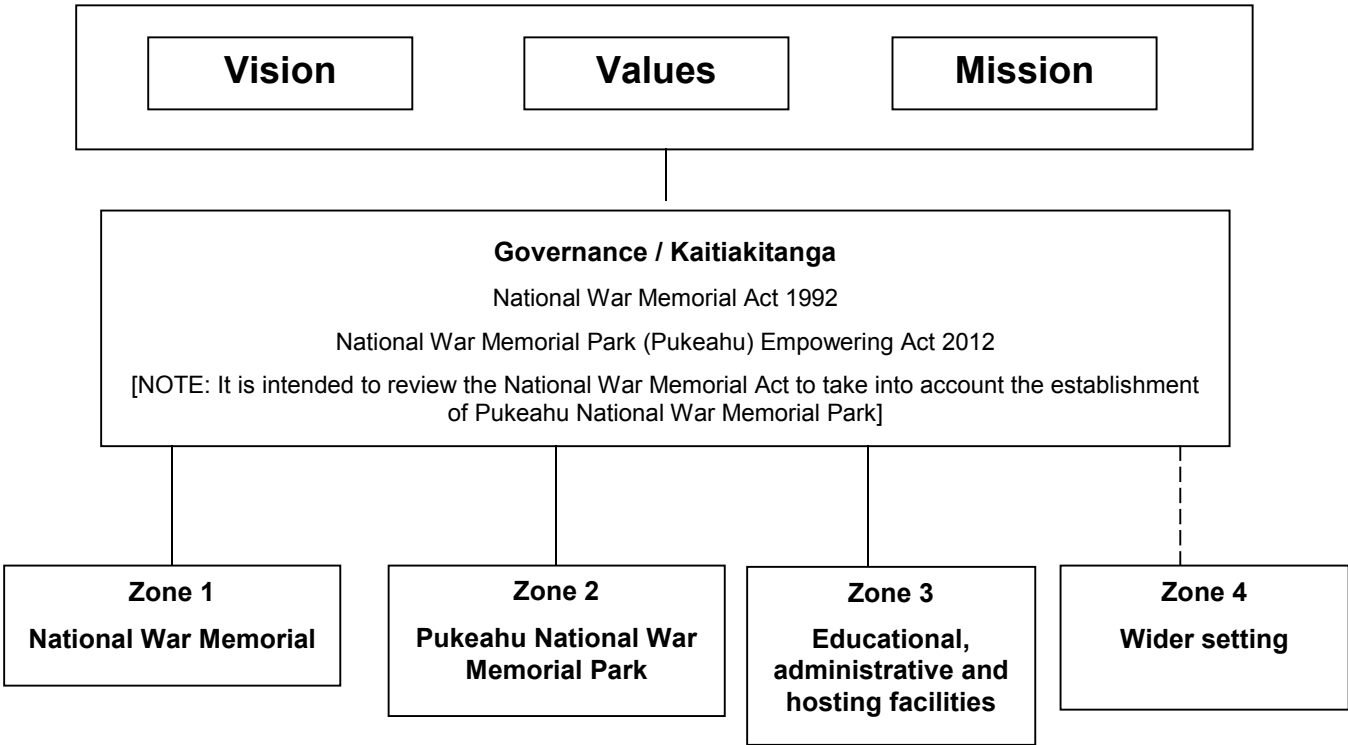 Vision
Values
Mission
Governance / Kaitiakitanga
National War Memorial Act 1992
National War Memorial Park (Pukeahu) Empowering Act 2012
[NOTE: It is intended to review the National War Memorial Act to take into account the establishment
of Pukeahu National War Memorial Park]
Zone 1
National War Memorial
Zone 2
Pukeahu National War
Memorial Park
Zone 3
Educational,
administrative and
hosting facilities
Zone 4
Wider setting